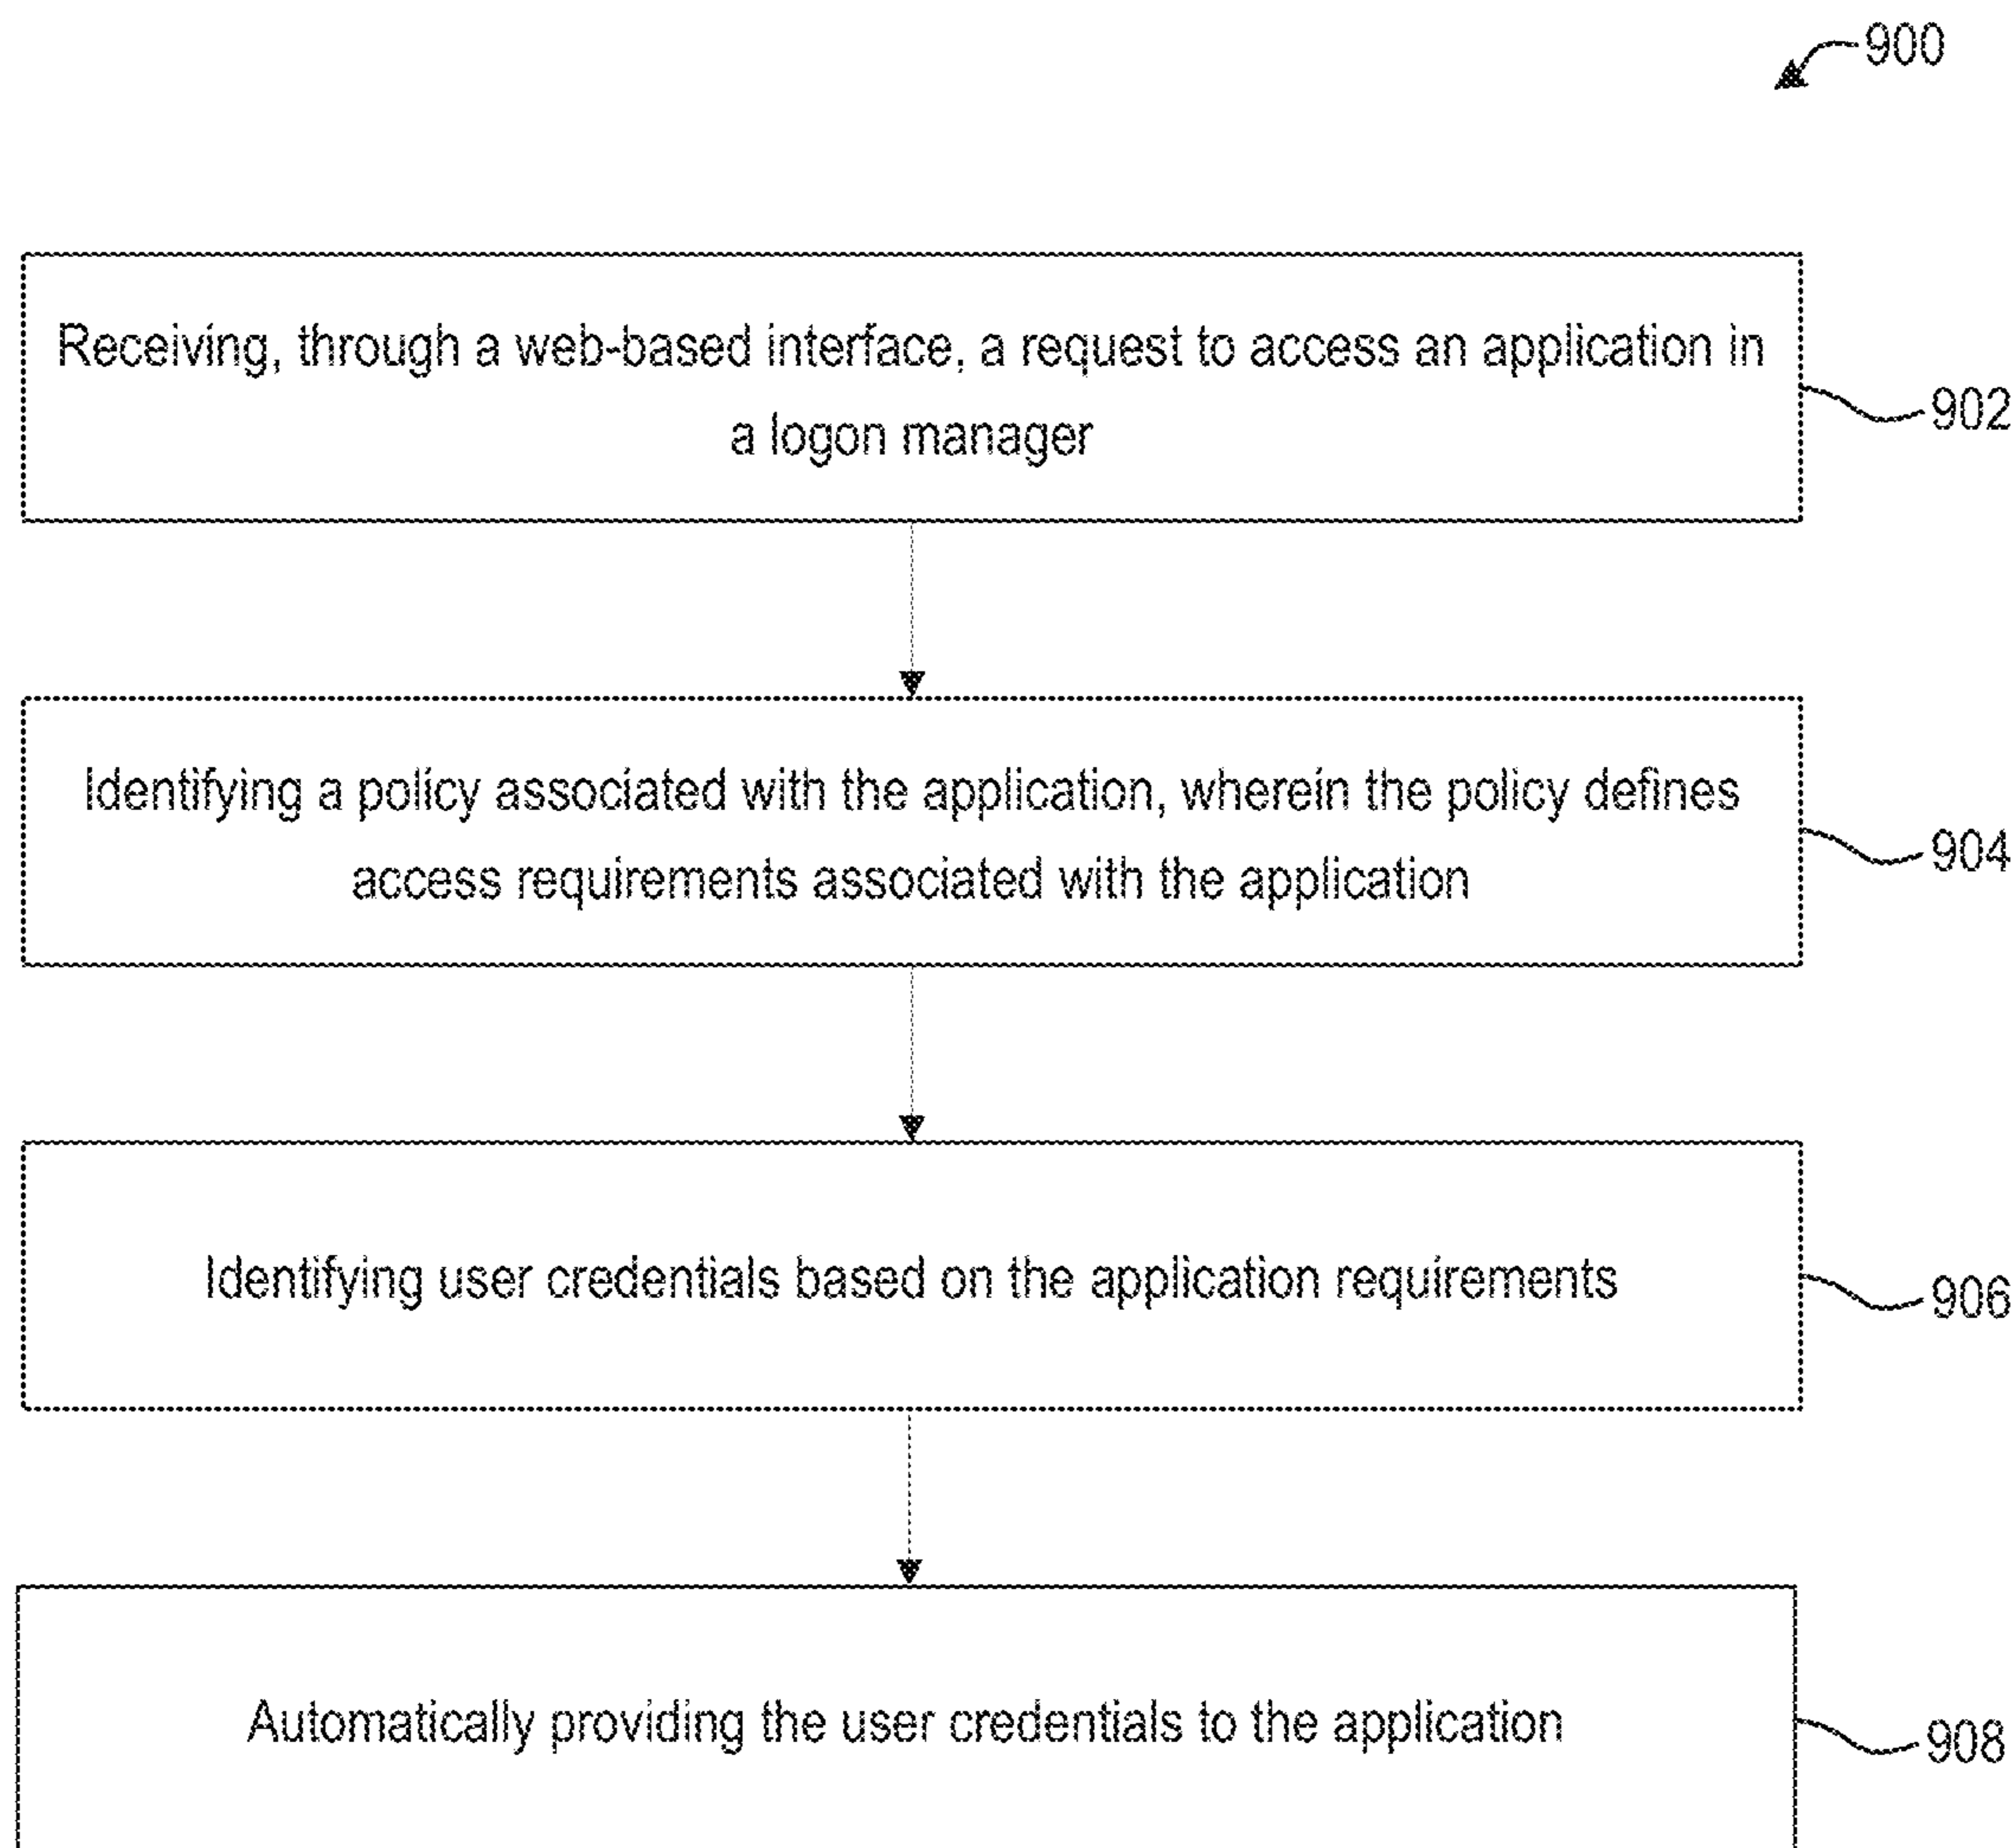 900
Receiving, through a web-based interface, a request to access an application in
a logon manager
902
Identifying a policy associated with the application, wherein the policy defines
access requirements associated with the application
904
Identifying user credentials based on the application requirements
906
Automatically providing the user credentials to the application
908